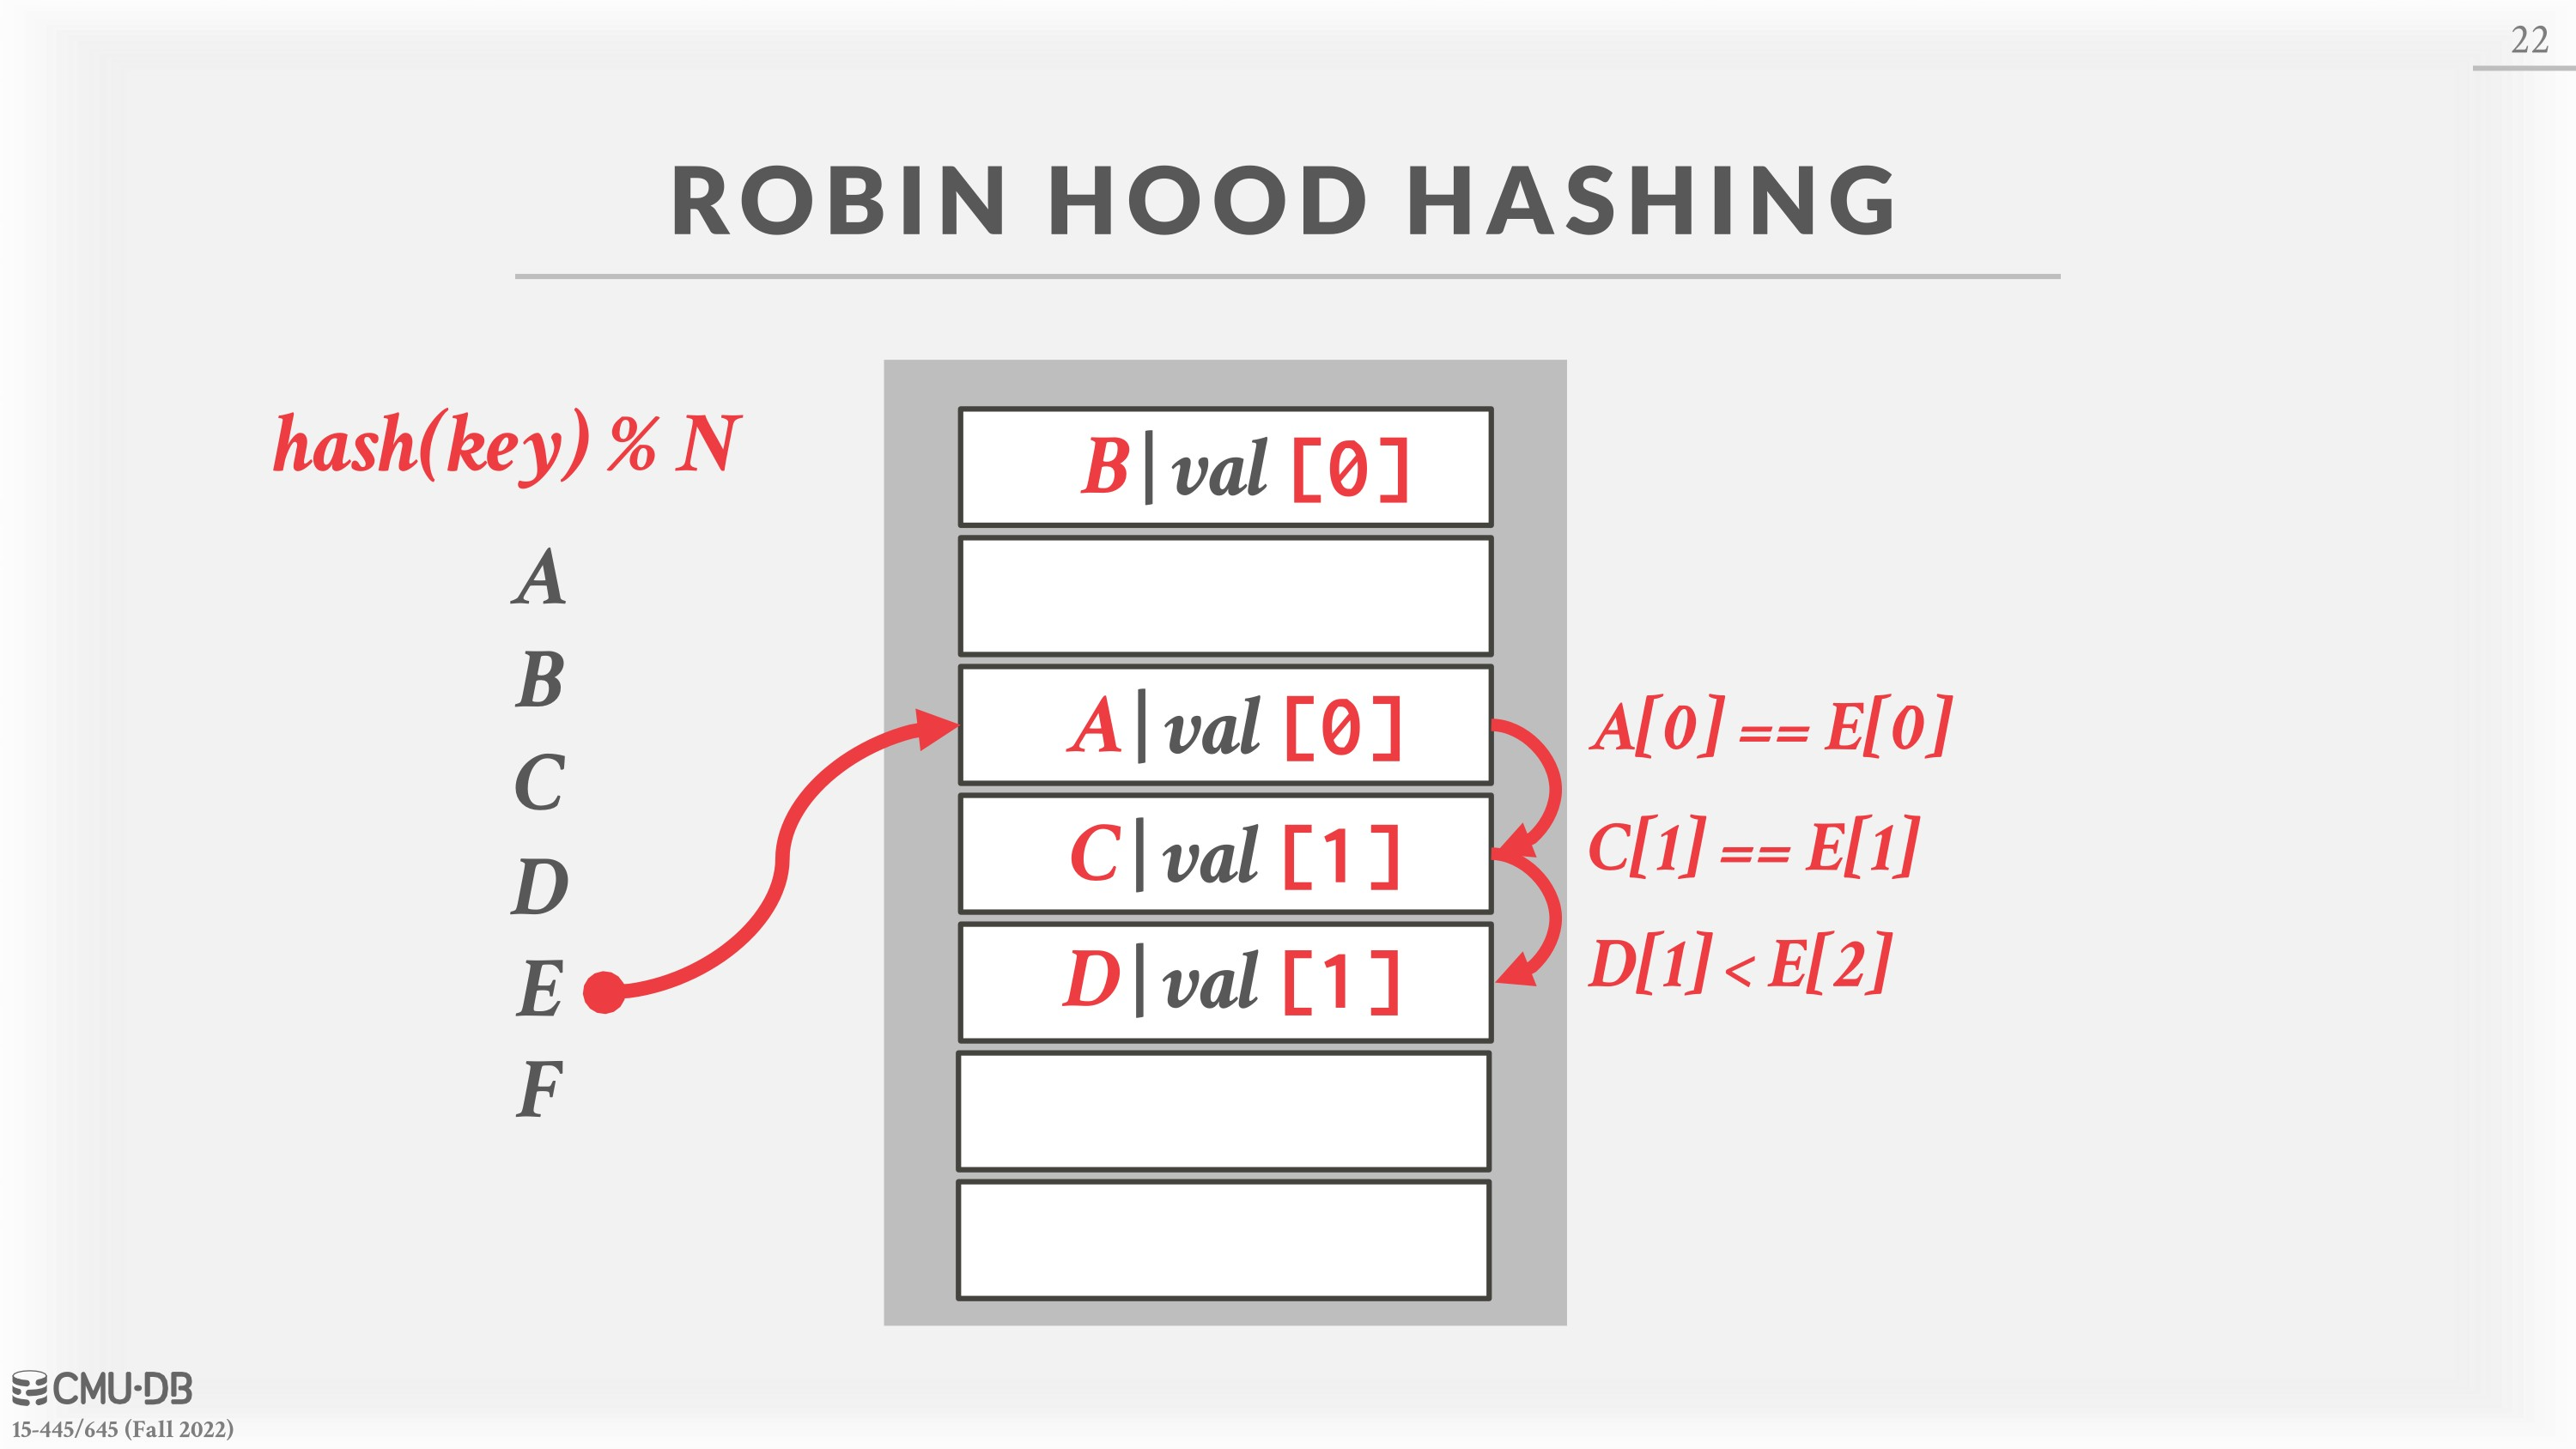 22
ROBIN HOOD HASHING
hash(key) % N
A
B
C
D
E
F
B|val [0]
A|val [0]
C|val [1]
D|val [1]
A[0] == E[0]
C[1] == E[1]
D[1] < E[2]
CMU·DB
15-445/645 (Fall 2022)